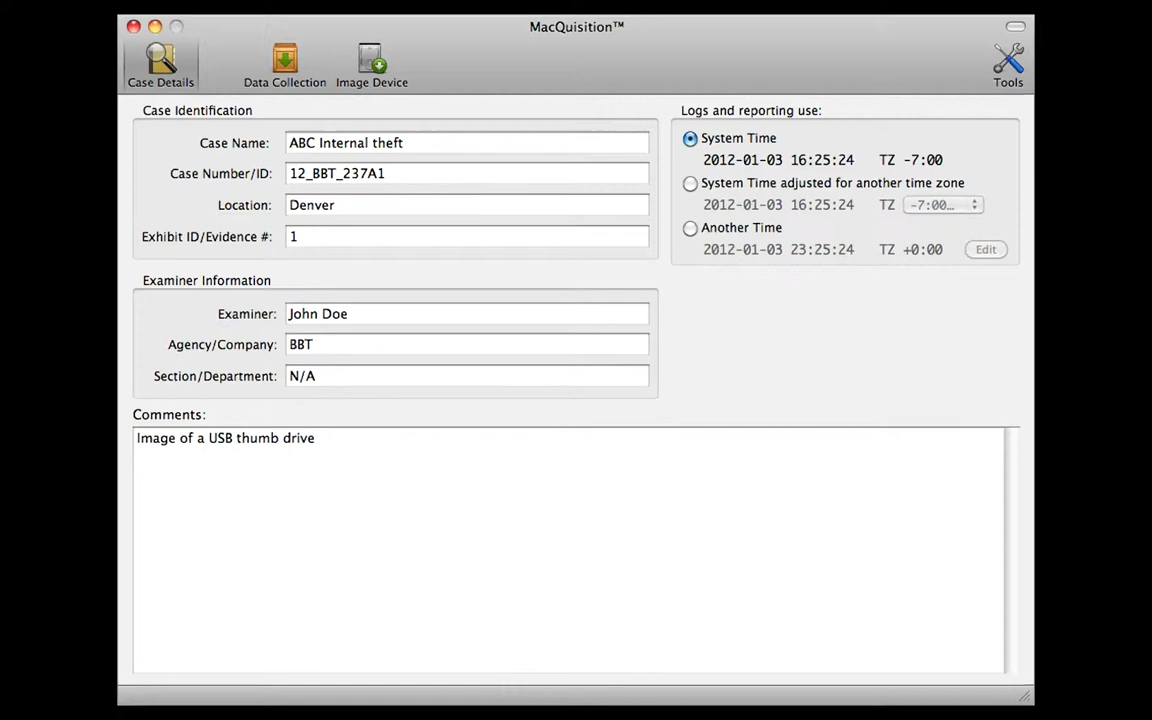 MacQuisition™
Case Details
Data Collection
Image Device
Tools
Case Identification
Case Name: ABC Internal theft
Case Number/ID: 12_BBT_237A1
Location: Denver
Exhibit ID/Evidence #: 1
Logs and reporting use:
System Time
2012-01-03 16:25:24 TZ -7:00
System Time adjusted for another time zone
2012-01-03 16:25:24 TZ -7:00...
Another Time
2012-01-03 23:25:24 TZ +0:00 Edit
Examiner Information
Examiner: John Doe
Agency/Company: BBT
Section/Department: N/A
Comments:
Image of a USB thumb drive